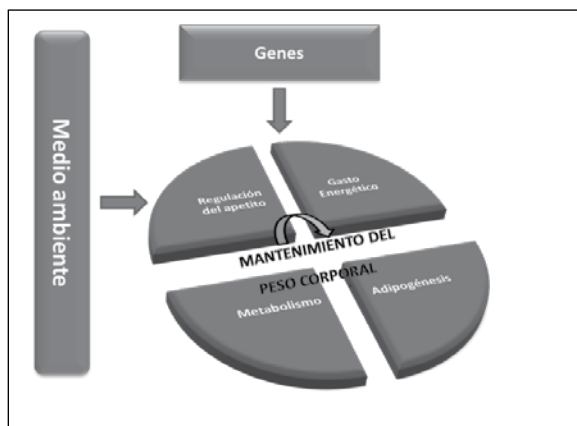 Genes
Medio ambiente
Regulación
del apetito
Gasto
Energético
MANTENIMIENTO DEL
PESO CORPORAL
Metabolismo
Adipogénesis